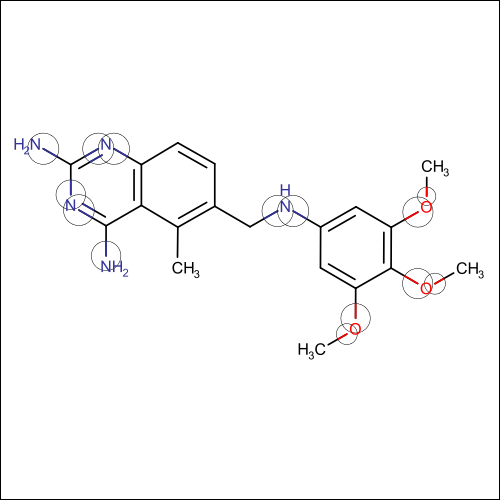 CH3
H
H2N N N O
N O CH3
NH2 CH3 O
H3C